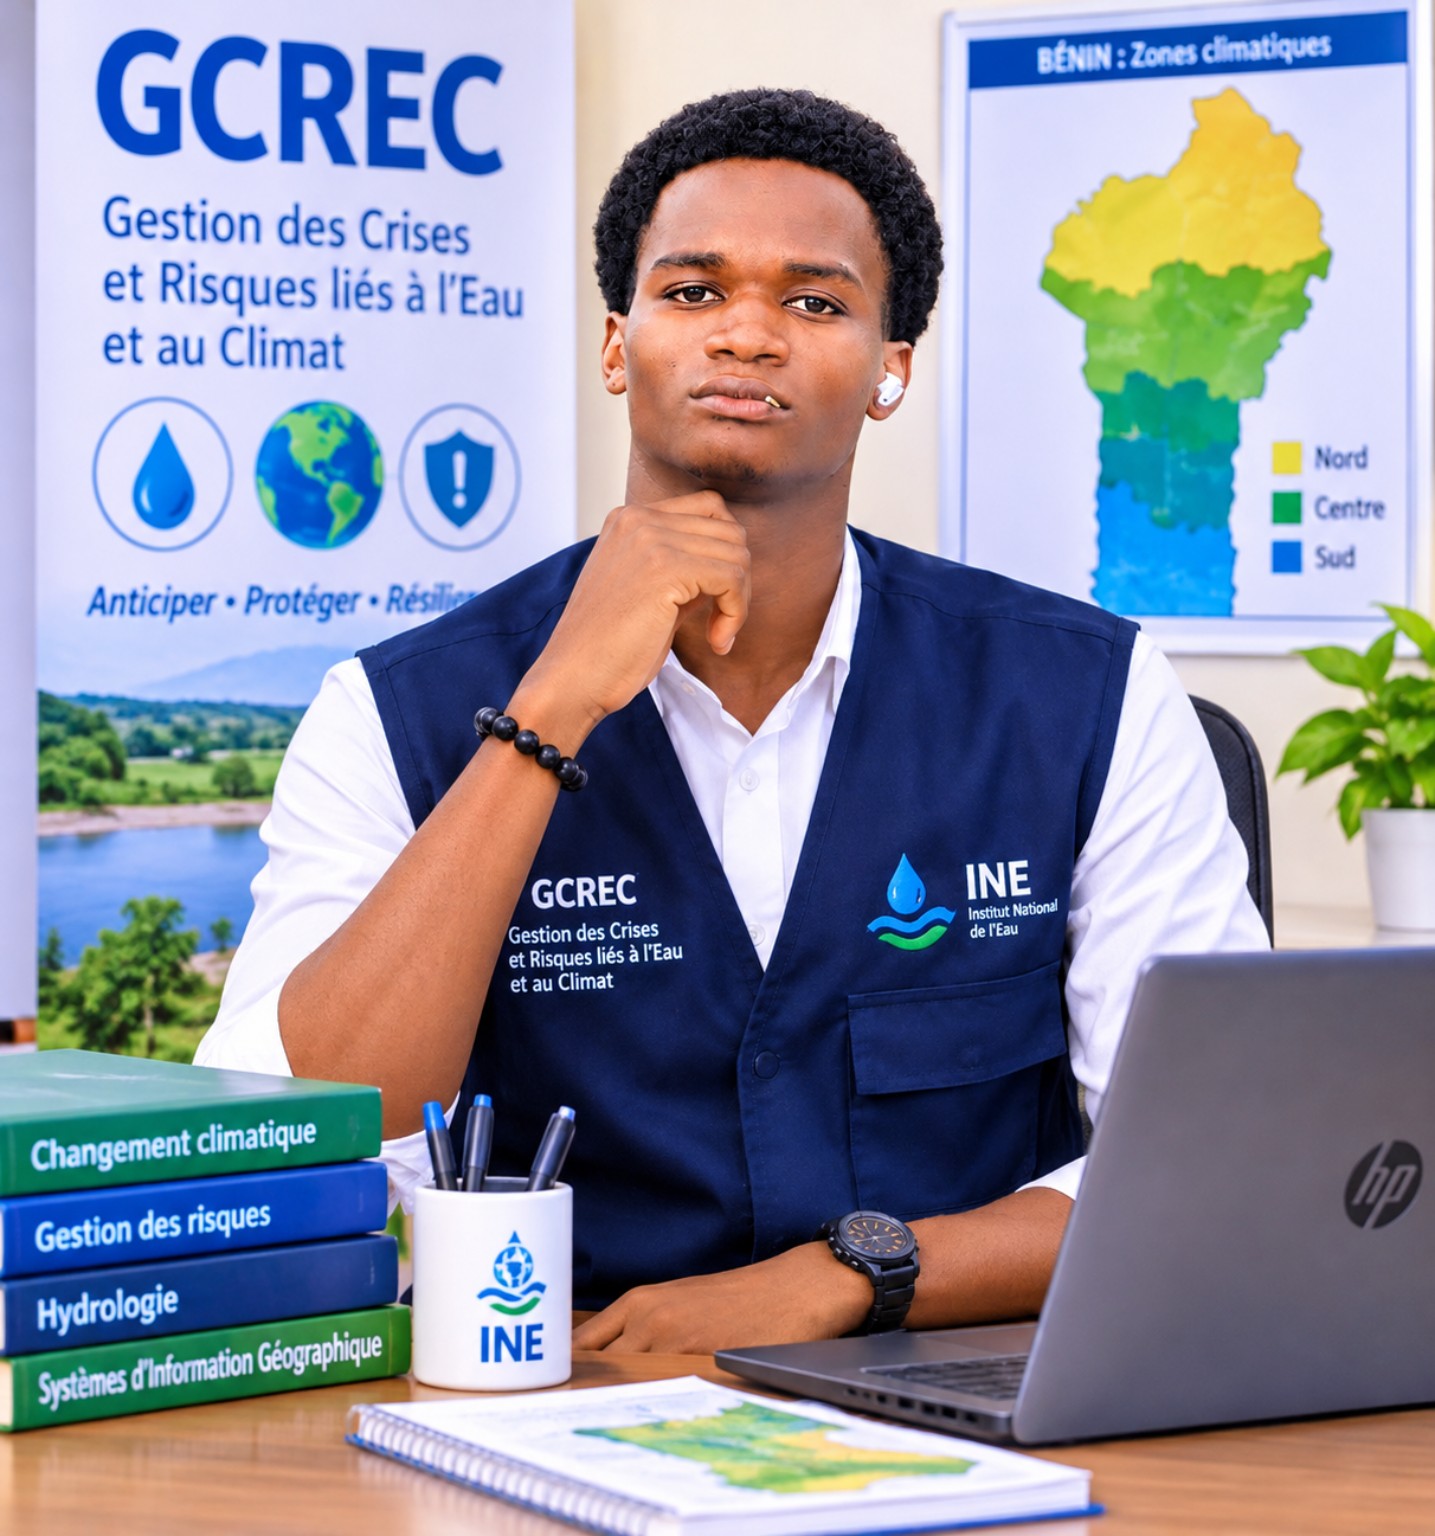 GCREC
Gestion des Crises
et Risques liés à l'Eau
et au Climat
Anticiper • Protéger •
BÉNIN : Zones climatiques
Nord
Centre
Sud
GCREC
Gestion des Crises
et Risques liés à l'Eau
et au Climat
INE
Institut National
de l'Eau
Changement climatique
Gestion des risques
Hydrologie
Systèmes d'Information Géographique
INE
hp